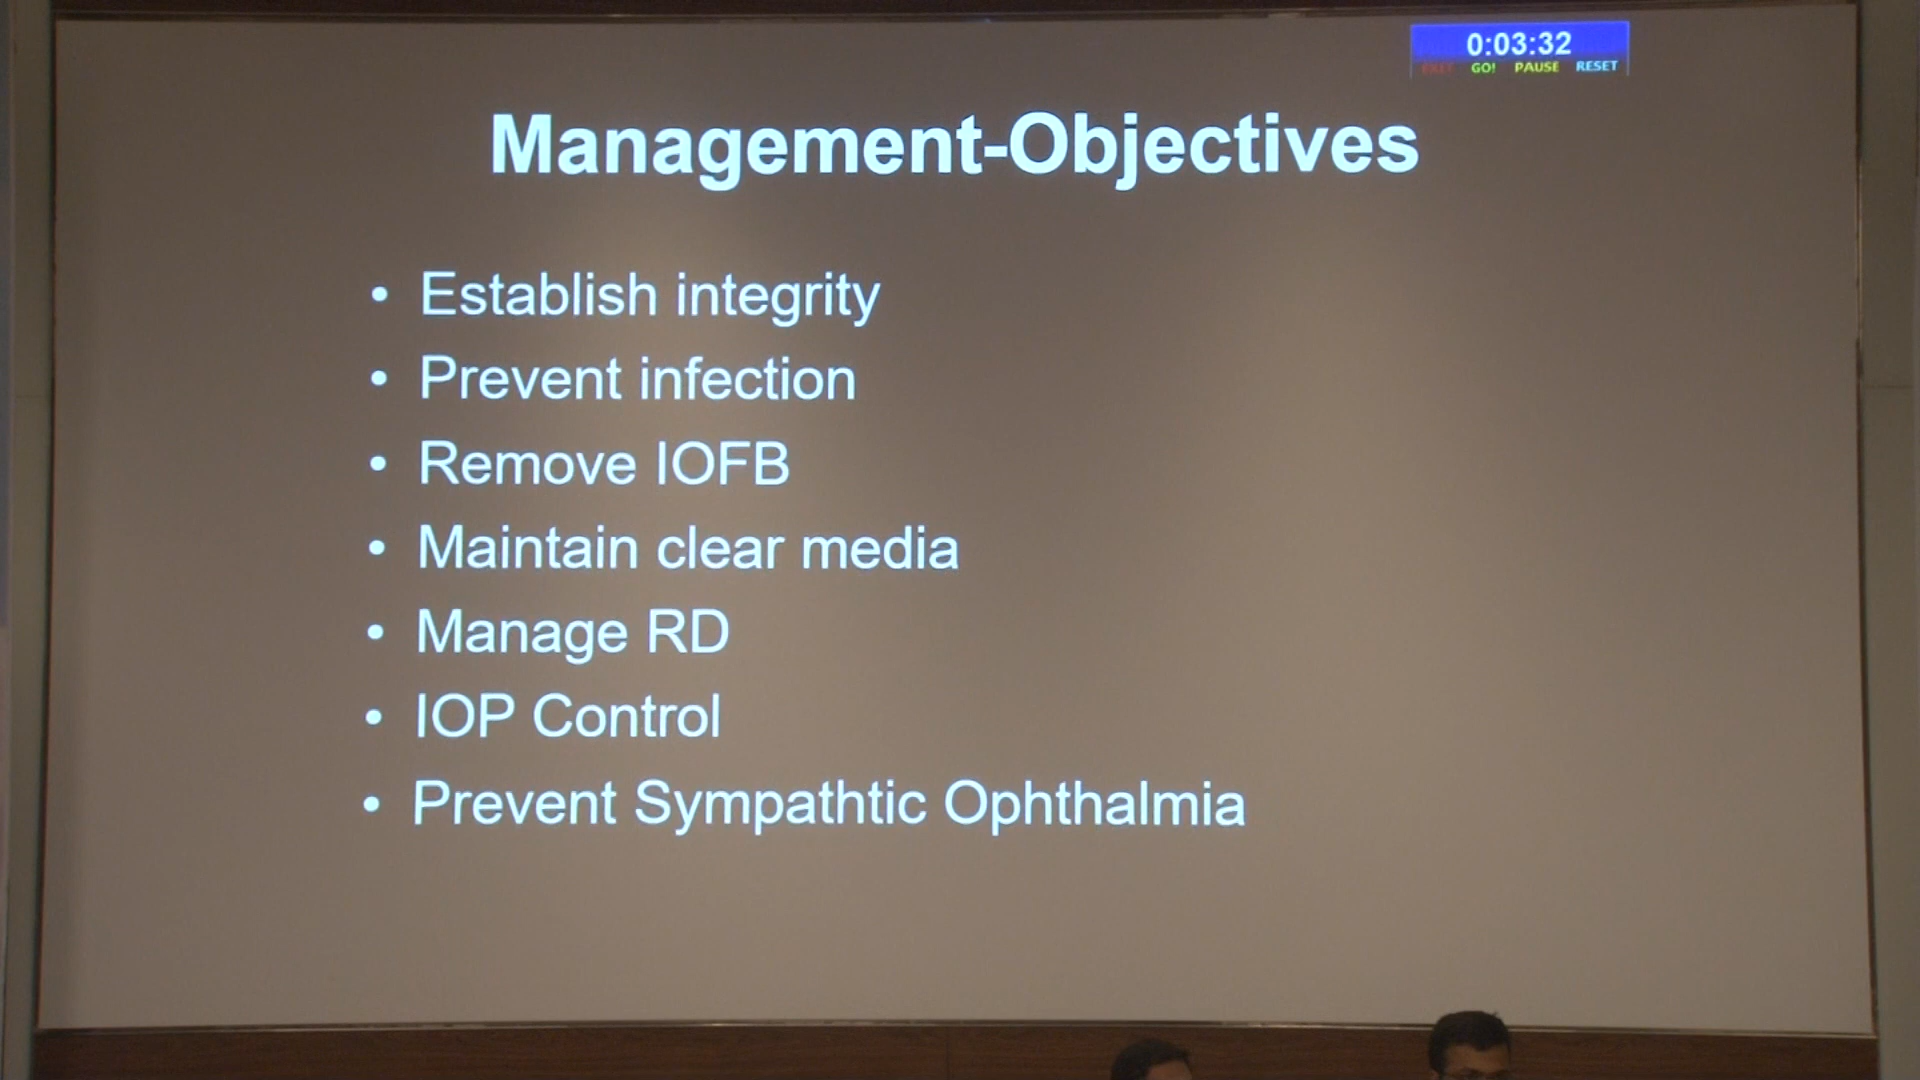 0:03:32
EXIT GO! PAUSE RESET
Management-Objectives
• Establish integrity
• Prevent infection
• Remove IOFB
• Maintain clear media
• Manage RD
• IOP Control
• Prevent Sympathtic Ophthalmia